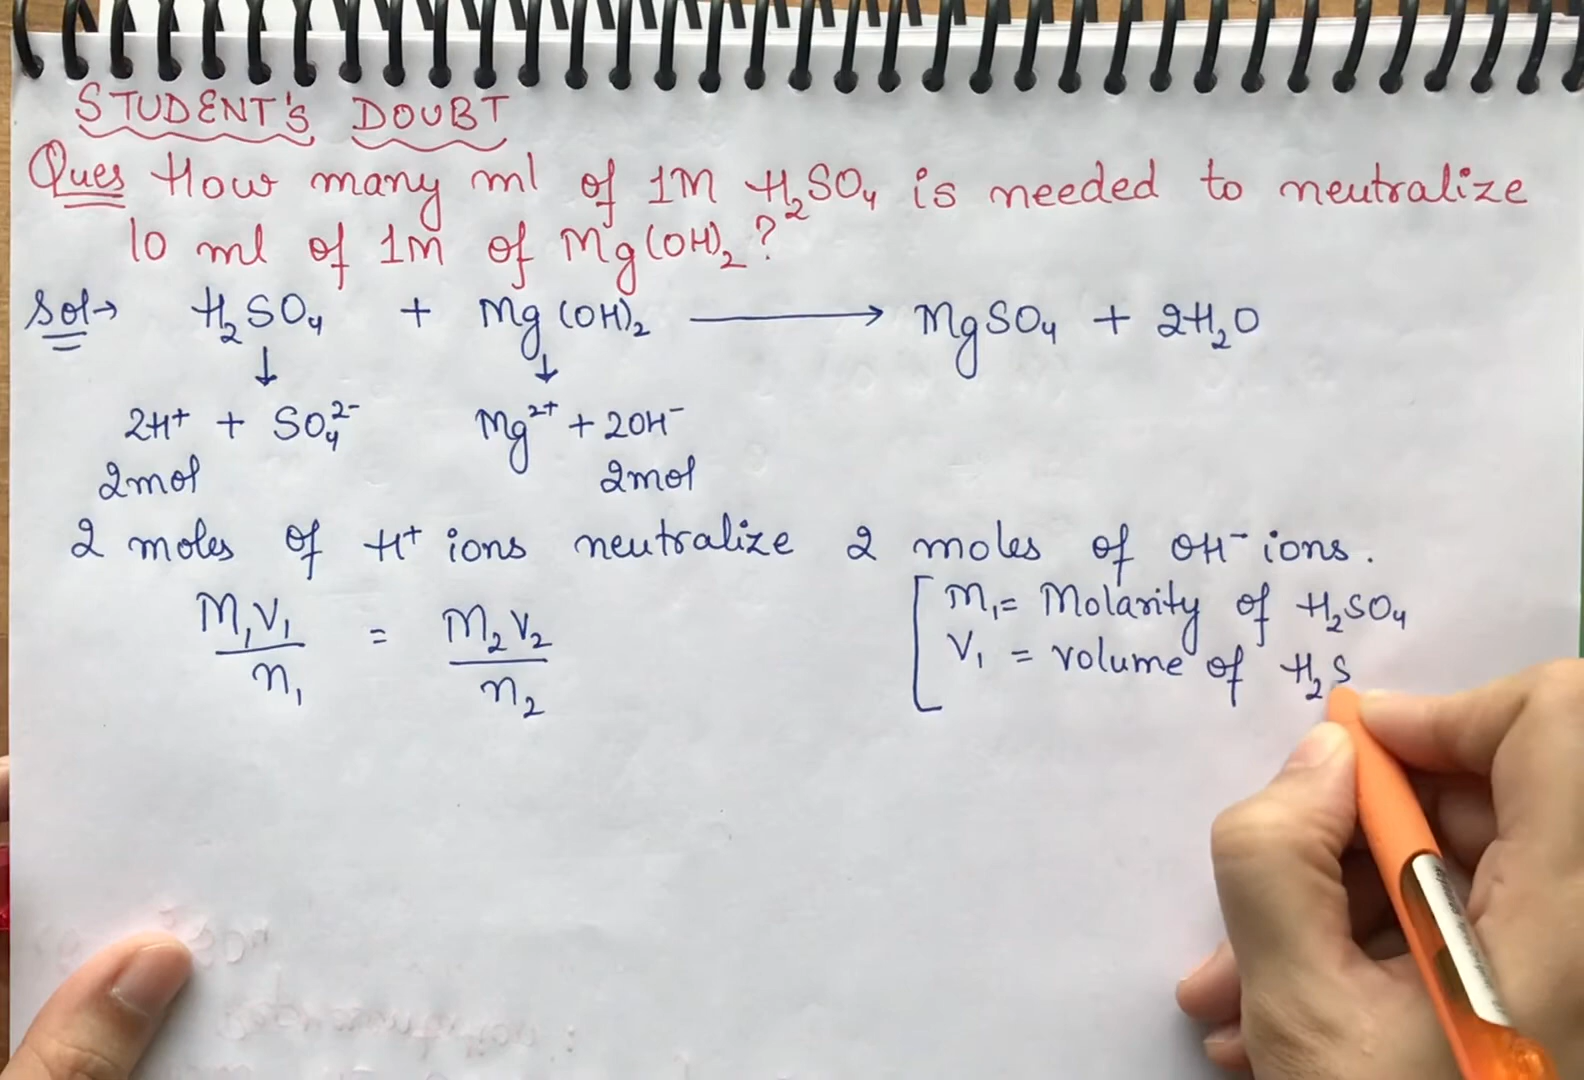 STUDENT'S DOUBT
Ques How many ml of 1M H₂SO₄ is needed to neutralize
10 ml of 1M of Mg(OH)₂?
Sol→ H₂SO₄ + Mg(OH)₂ ⟶ MgSO₄ + 2H₂O
↓ ↓
2H⁺ + SO₄²⁻ Mg²⁺ + 2OH⁻
2mol 2mol
2 moles of H⁺ ions neutralize 2 moles of OH⁻ ions.
M₁V₁/n₁ = M₂V₂/n₂
[M₁ = Molarity of H₂SO₄
V₁ = volume of H₂S